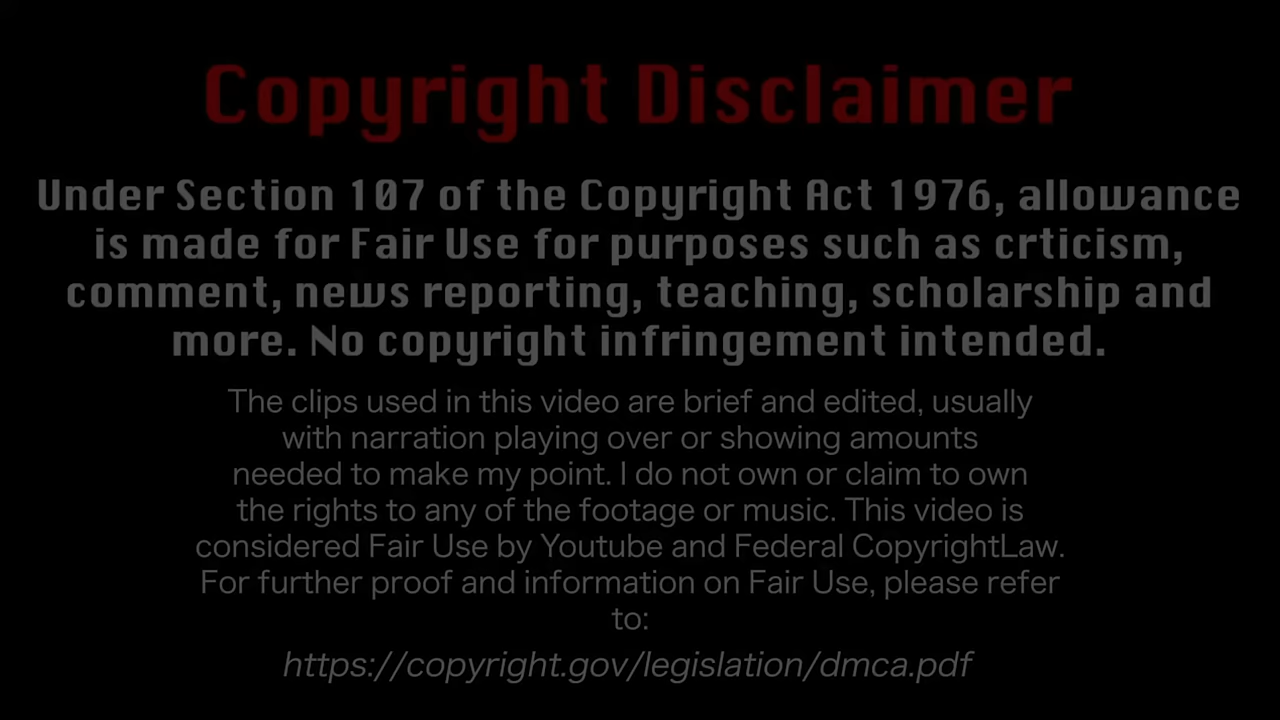 Copyright Disclaimer
Under Section 107 of the Copyright Act 1976, allowance
is made for Fair Use for purposes such as crticism,
comment, news reporting, teaching, scholarship and
more. No copyright infringement intended.
The clips used in this video are brief and edited, usually
with narration playing over or showing amounts
needed to make my point. I do not own or claim to own
the rights to any of the footage or music. This video is
considered Fair Use by Youtube and Federal CopyrightLaw.
For further proof and information on Fair Use, please refer
to:
https://copyright.gov/legislation/dmca.pdf